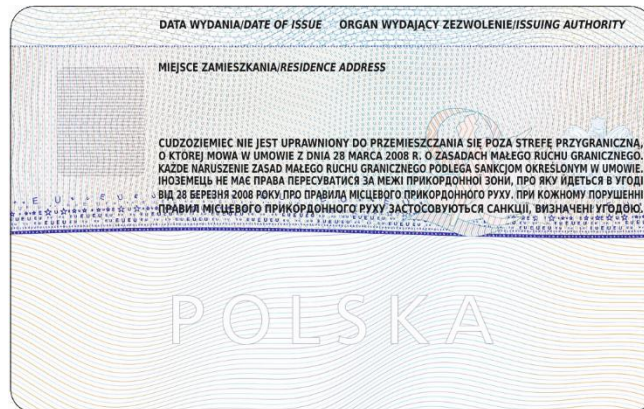 DATA WYDANIA/DATE OF ISSUE ORGAN WYDAJĄCY ZEZWOLENIE/ISSUING AUTHORITY
MIEJSCE ZAMIESZKANIA/RESIDENCE ADDRESS
CUDZOZIEMIEC NIE JEST UPRAWNIONY DO PRZEMIESZCZANIA SIĘ POZA STREFĘ PRZYGRANICZNĄ,
O KTÓREJ MOWA W UMOWIE Z DNIA 28 MARCA 2008 R. O ZASADACH MAŁEGO RUCHU GRANICZNEGO.
KAŻDE NARUSZENIE ZASAD MAŁEGO RUCHU GRANICZNEGO PODLEGA SANKCJOM OKREŚLONYM W UMOWIE.
ІНОЗЕМЕЦЬ НЕ МАЄ ПРАВА ПЕРЕСУВАТИСЯ ЗА МЕЖІ ПРИКОРДОННОЇ ЗОНИ, ПРО ЯКУ ЙДЕТЬСЯ В УГОДІ
ВІД 28 БЕРЕЗНЯ 2008 РОКУ ПРО ПРАВИЛА МІСЦЕВОГО ПРИКОРДОННОГО РУХУ. ПРИ КОЖНОМУ ПОРУШЕННІ
ПРАВИЛ МІСЦЕВОГО ПРИКОРДОННОГО РУХУ ЗАСТОСОВУЮТЬСЯ САНКЦІЇ, ВИЗНАЧЕНІ УГОДОЮ.
POLSKA